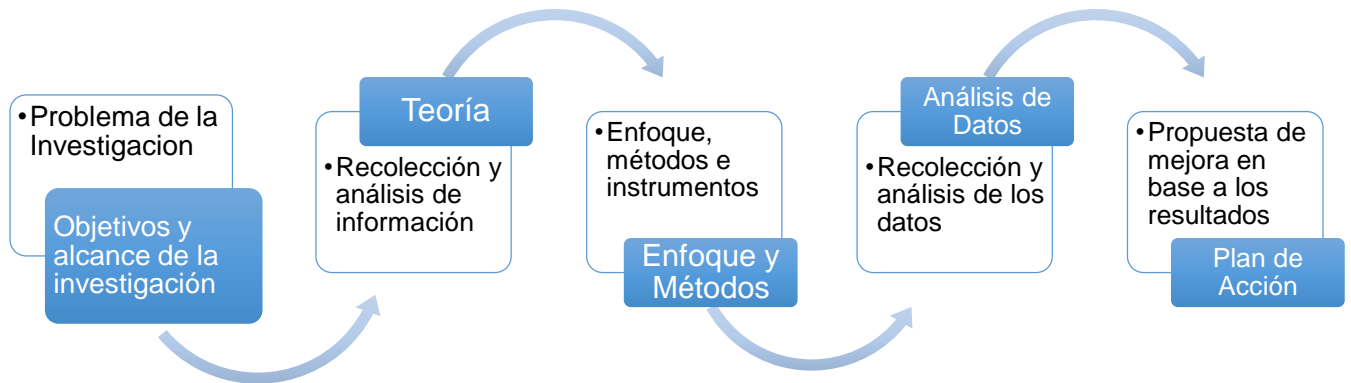 •Problema de la
Investigacion
Objetivos y
alcance de la
investigación
Teoría
•Recolección y
análisis de
información
•Enfoque,
métodos e
instrumentos
Enfoque y
Métodos
Análisis de
Datos
•Recolección y
análisis de los
datos
•Propuesta de
mejora en
base a los
resultados
Plan de
Acción